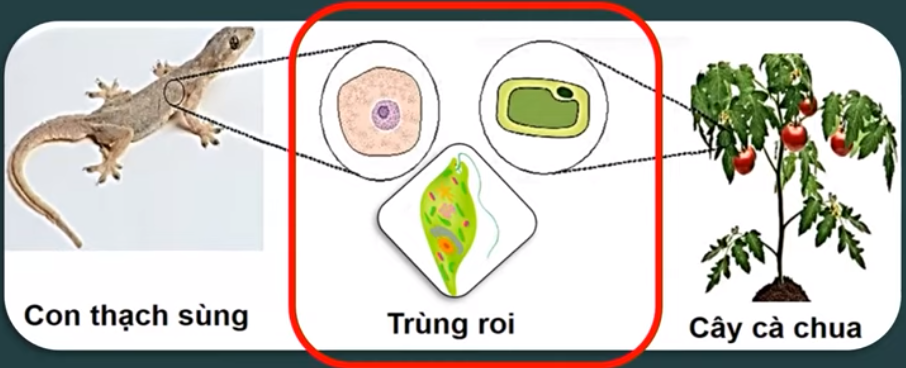 Con thạch sùng
Trùng roi
Cây cà chua